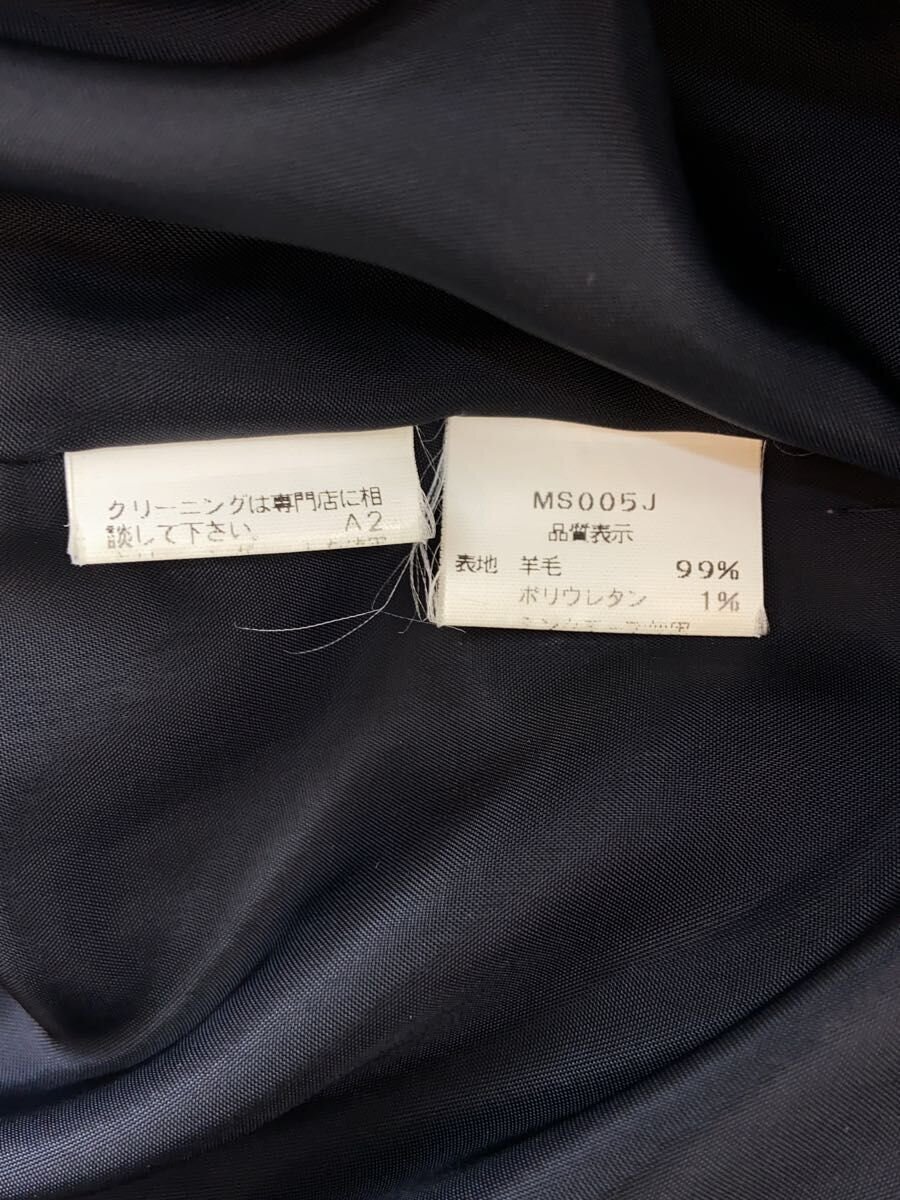 クリーニングは専門店に相
談して下さい。 A2
MS005J
品質表示
表地 羊毛 99%
ポリウレタン 1%